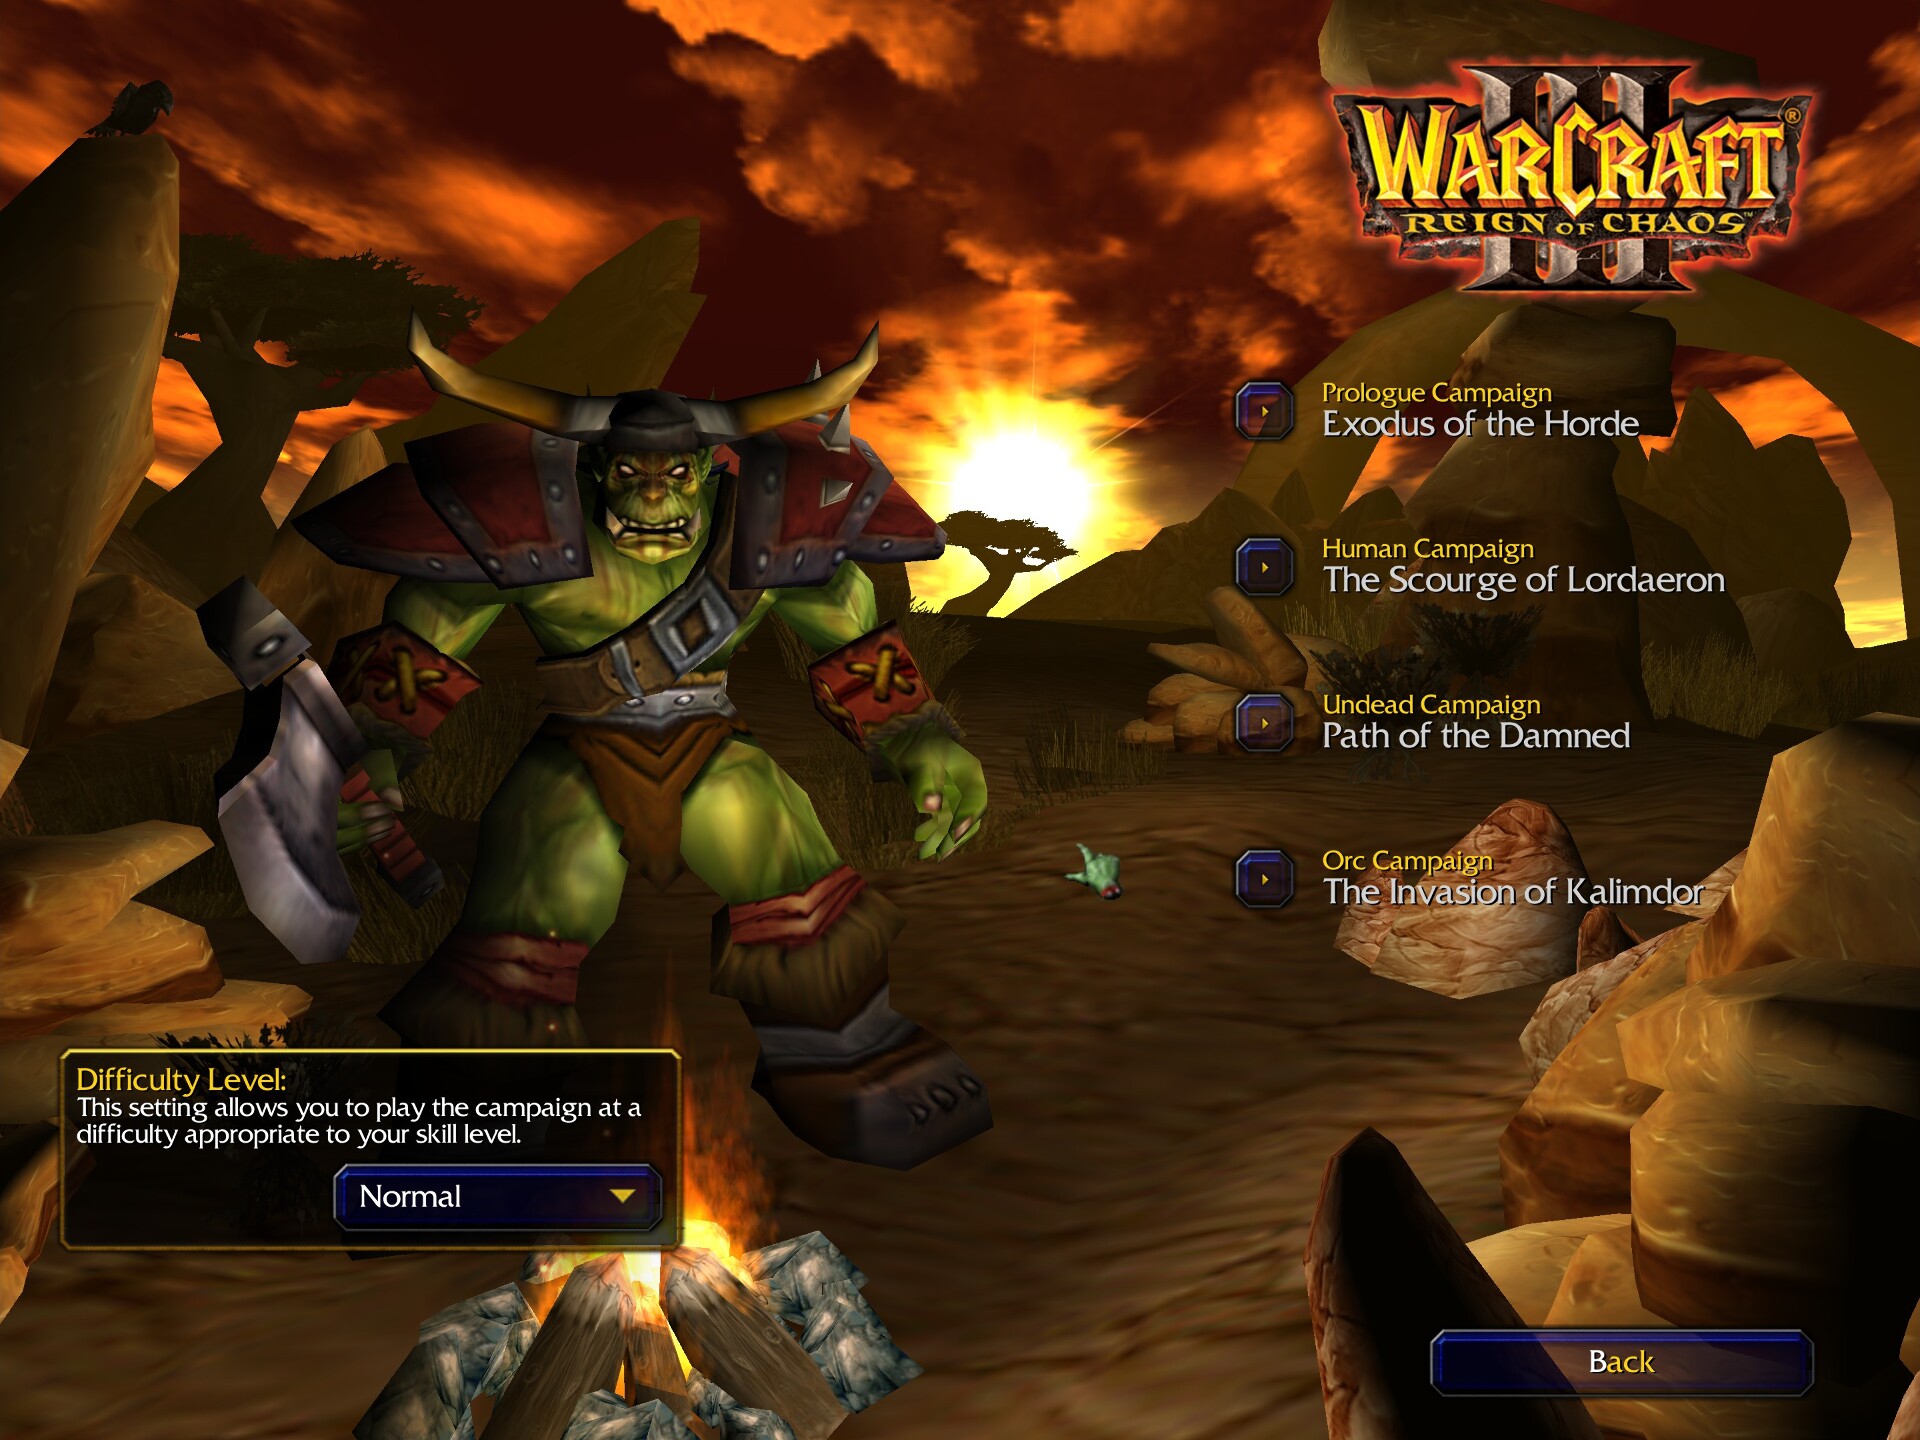 WARCRAFT®
III
REIGN OF CHAOS™
Prologue Campaign
Exodus of the Horde
Human Campaign
The Scourge of Lordaeron
Undead Campaign
Path of the Damned
Orc Campaign
The Invasion of Kalimdor
Difficulty Level:
This setting allows you to play the campaign at a
difficulty appropriate to your skill level.
Normal
Back